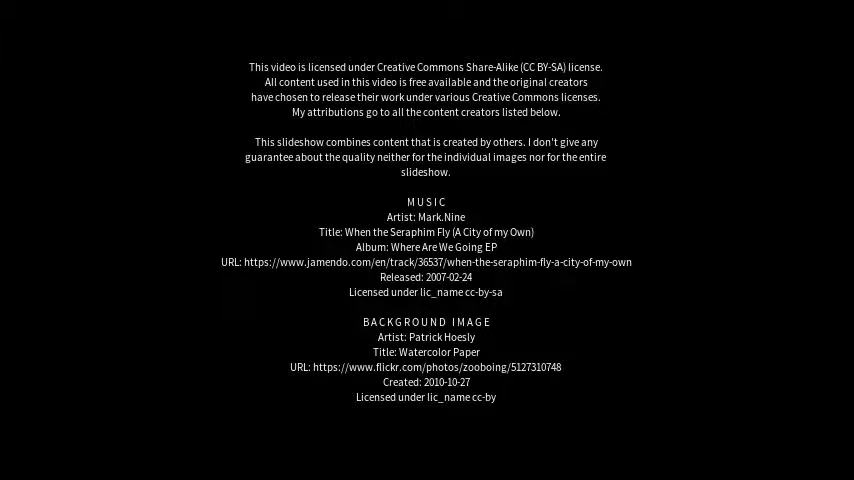 This video is licensed under Creative Commons Share-Alike (CC BY-SA) license.
All content used in this video is free available and the original creators
have chosen to release their work under various Creative Commons licenses.
My attributions go to all the content creators listed below.
This slideshow combines content that is created by others. I don't give any
guarantee about the quality neither for the individual images nor for the entire
slideshow.
M U S I C
Artist: Mark.Nine
Title: When the Seraphim Fly (A City of my Own)
Album: Where Are We Going EP
URL: https://www.jamendo.com/en/track/36537/when-the-seraphim-fly-a-city-of-my-own
Released: 2007-02-24
Licensed under lic_name cc-by-sa
B A C K G R O U N D   I M A G E
Artist: Patrick Hoesly
Title: Watercolor Paper
URL: https://www.flickr.com/photos/zooboing/5127310748
Created: 2010-10-27
Licensed under lic_name cc-by